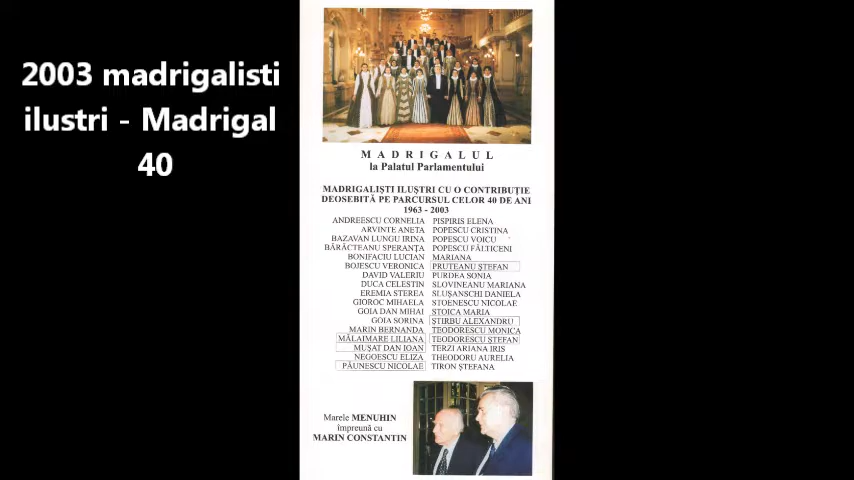 2003 madrigalisti
ilustri - Madrigal
40
MADRIGALUL
la Palatul Parlamentului
MADRIGALIŞTI ILUŞTRI CU O CONTRIBUŢIE
DEOSEBITĂ PE PARCURSUL CELOR 40 DE ANI
1963 - 2003
ANDREESCU CORNELIA
ARVINTE ANETA
BAZAVAN LUNGU IRINA
BĂRĂCTEANU SPERANŢA
BONIFACIU LUCIAN
BOJESCU VERONICA
DAVID VALERIU
DUCA CELESTIN
EREMIA STEREA
GIOROC MIHAELA
GOIA DAN MIHAI
GOIA SORINA
MARIN BERNANDA
MĂLAIMARE LILIANA
MUŞAT DAN IOAN
NEGOESCU ELIZA
PĂUNESCU NICOLAE
PISPIRIS ELENA
POPESCU CRISTINA
POPESCU VOICU
POPESCU FĂLTICENI
MARIANA
PRUTEANU ŞTEFAN
PURDEA SONIA
SLOVINEANU MARIANA
SLUŞANSCHI DANIELA
STOENESCU NICOLAE
STOICA MARIA
ŞTIRBU ALEXANDRU
TEODORESCU MONICA
TEODORESCU ŞTEFAN
TERZI ARIANA IRIS
THEODORU AURELIA
TIRON ŞTEFANA
Marele MENUHIN
împreună cu
MARIN CONSTANTIN